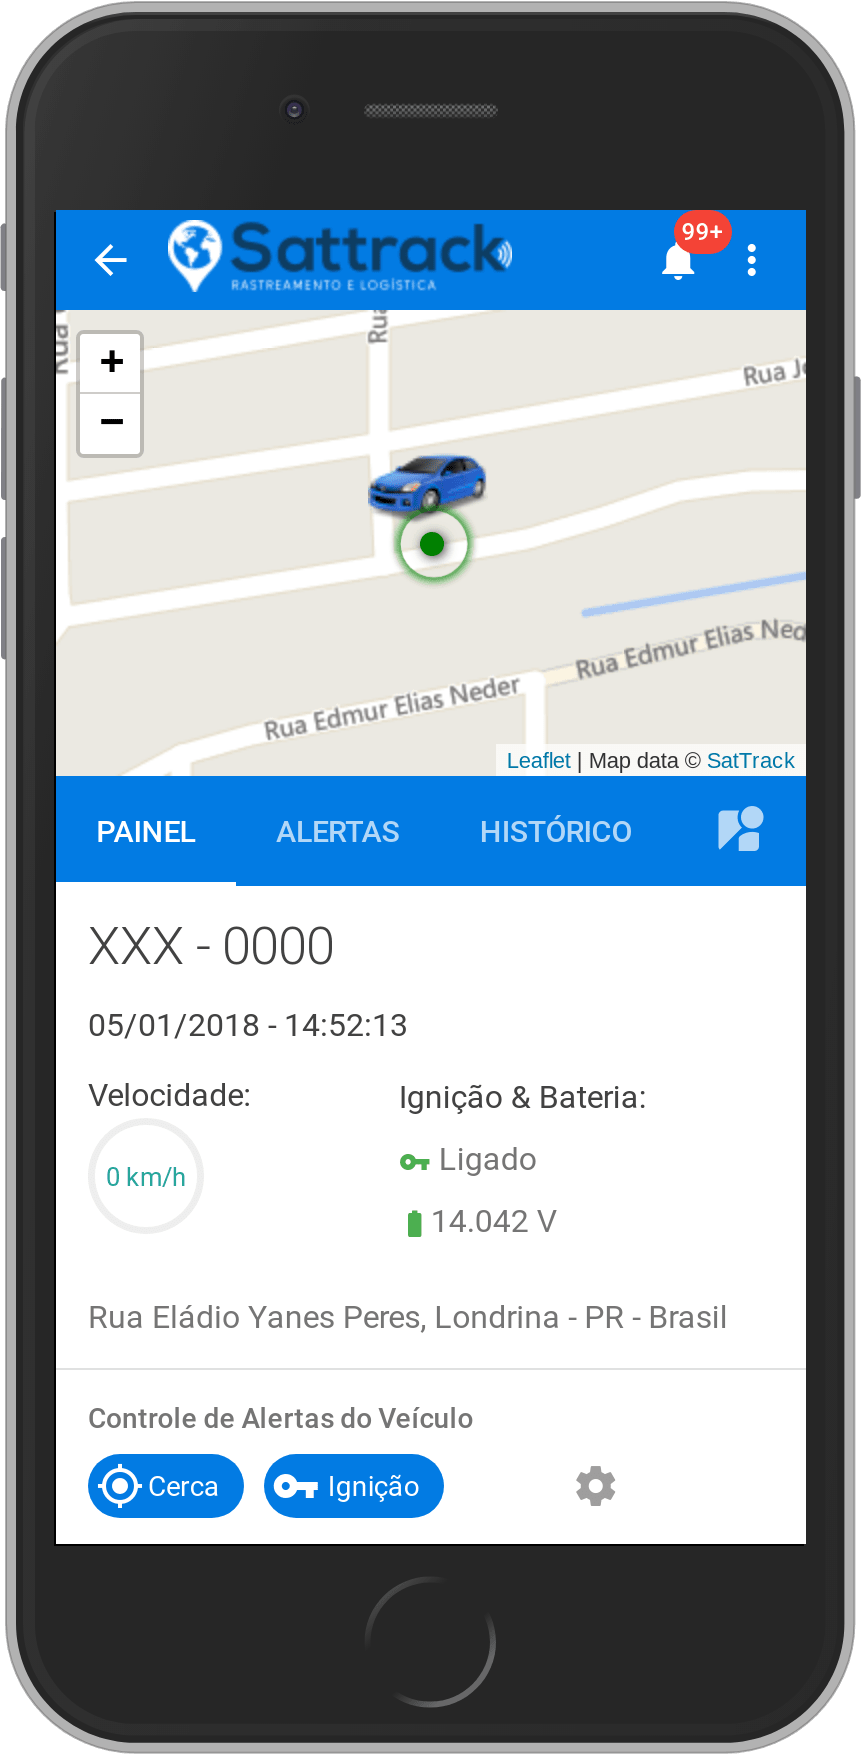 99+
Sattrack
RASTREAMENTO E LOGÍSTICA
Rua
Rua
+
−
Rua
Rua Edmur Elias Neder
Rua Edmur Elias
Leaflet | Map data © SatTrack
PAINEL ALERTAS HISTÓRICO
XXX - 0000
05/01/2018 - 14:52:13
Velocidade:
Ignição & Bateria:
0 km/h
Ligado
14.042 V
Rua Eládio Yanes Peres, Londrina - PR - Brasil
Controle de Alertas do Veículo
Cerca Ignição